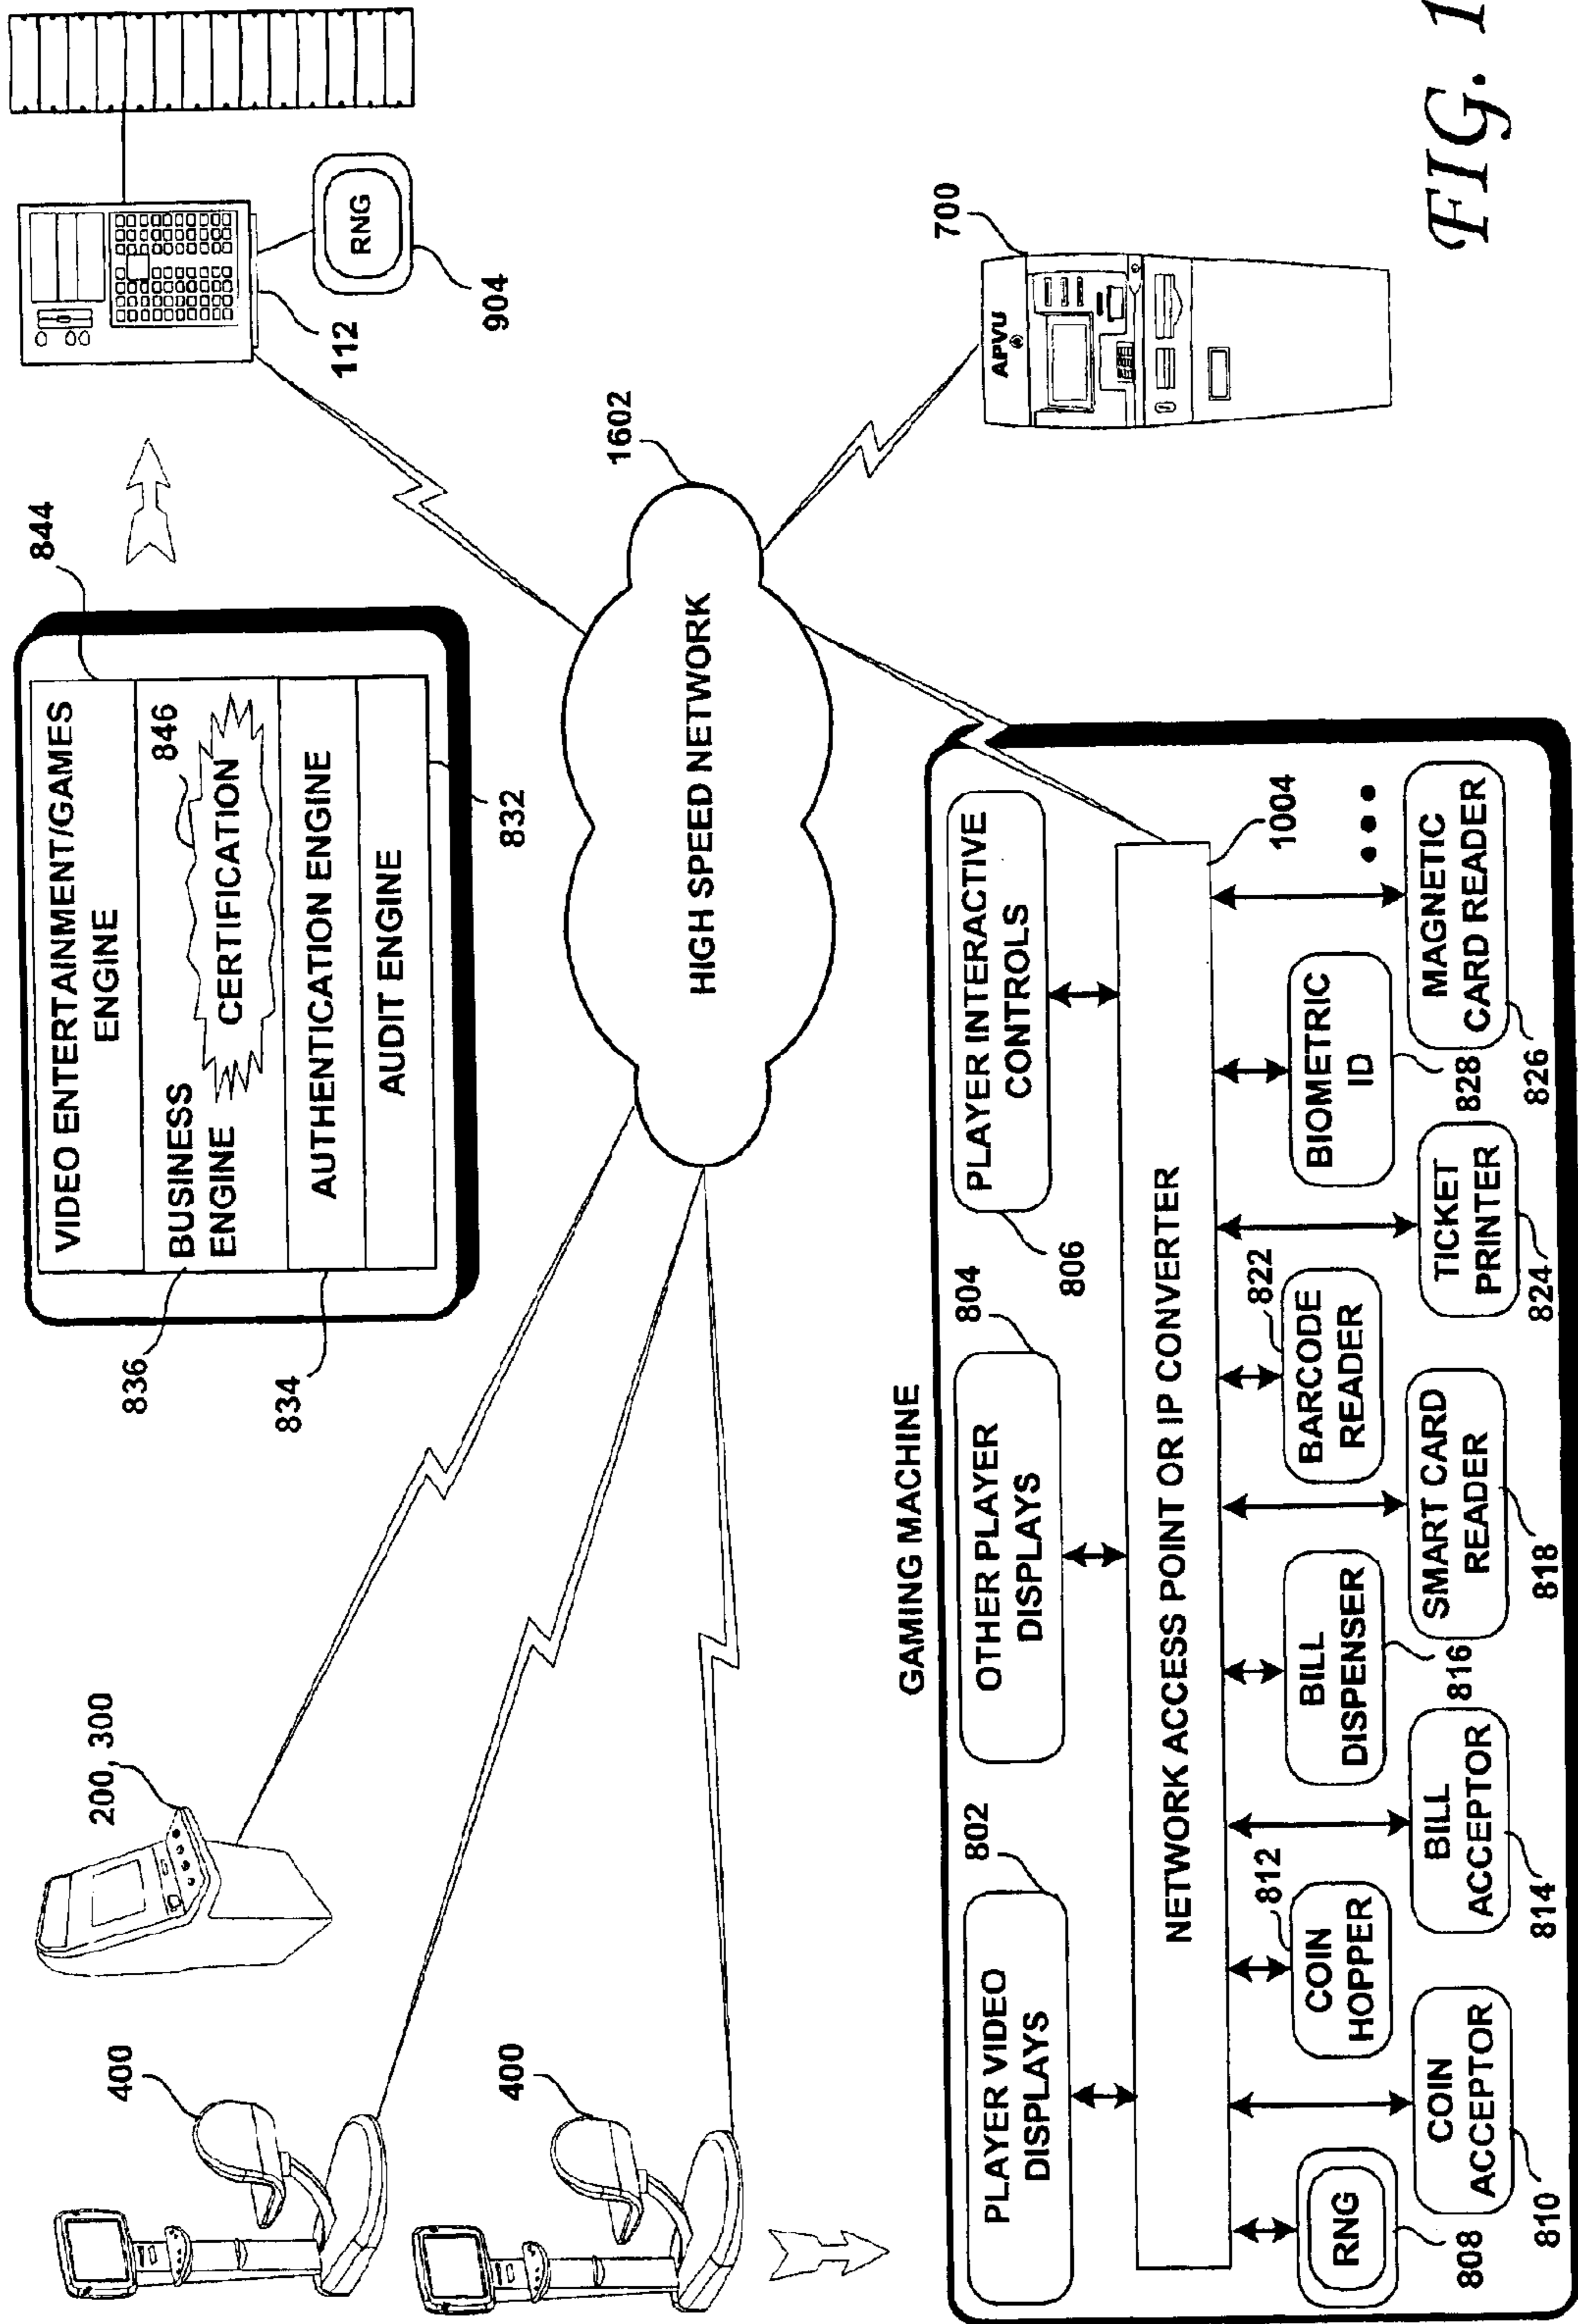 VIDEO ENTERTAINMENT/GAMES
ENGINE
BUSINESS
ENGINE
CERTIFICATION
AUTHENTICATION ENGINE
AUDIT ENGINE
844
846
836
834
832
200, 300
400
400
112
RNG
904
1602
HIGH SPEED NETWORK
APVU
700
GAMING MACHINE
PLAYER VIDEO
DISPLAYS
802
OTHER PLAYER
DISPLAYS
804
PLAYER INTERACTIVE
CONTROLS
806
NETWORK ACCESS POINT OR IP CONVERTER
1004
RNG
808
COIN
ACCEPTOR
810
COIN
HOPPER
812
BILL
ACCEPTOR
814
BILL
DISPENSER
816
SMART CARD
READER
818
BARCODE
READER
822
TICKET
PRINTER
824
BIOMETRIC
ID
828
MAGNETIC
CARD READER
826
FIG. 1